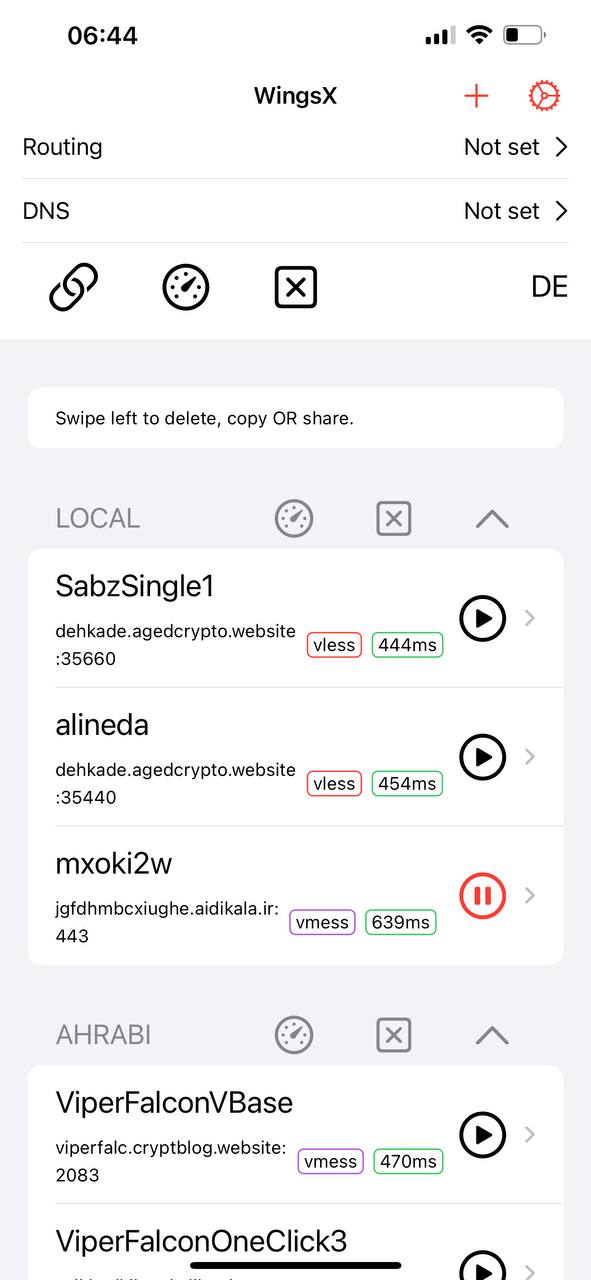 06:44
WingsX
Routing Not set
DNS Not set
DE
Swipe left to delete, copy OR share.
LOCAL
SabzSingle1
dehkade.agedcrypto.website
:35660
vless 444ms
alineda
dehkade.agedcrypto.website
:35440
vless 454ms
mxoki2w
jgfdhmbcxiughe.aidikala.ir:
443
vmess 639ms
AHRABI
ViperFalconVBase
viperfalc.cryptblog.website:
2083
vmess 470ms
ViperFalconOneClick3